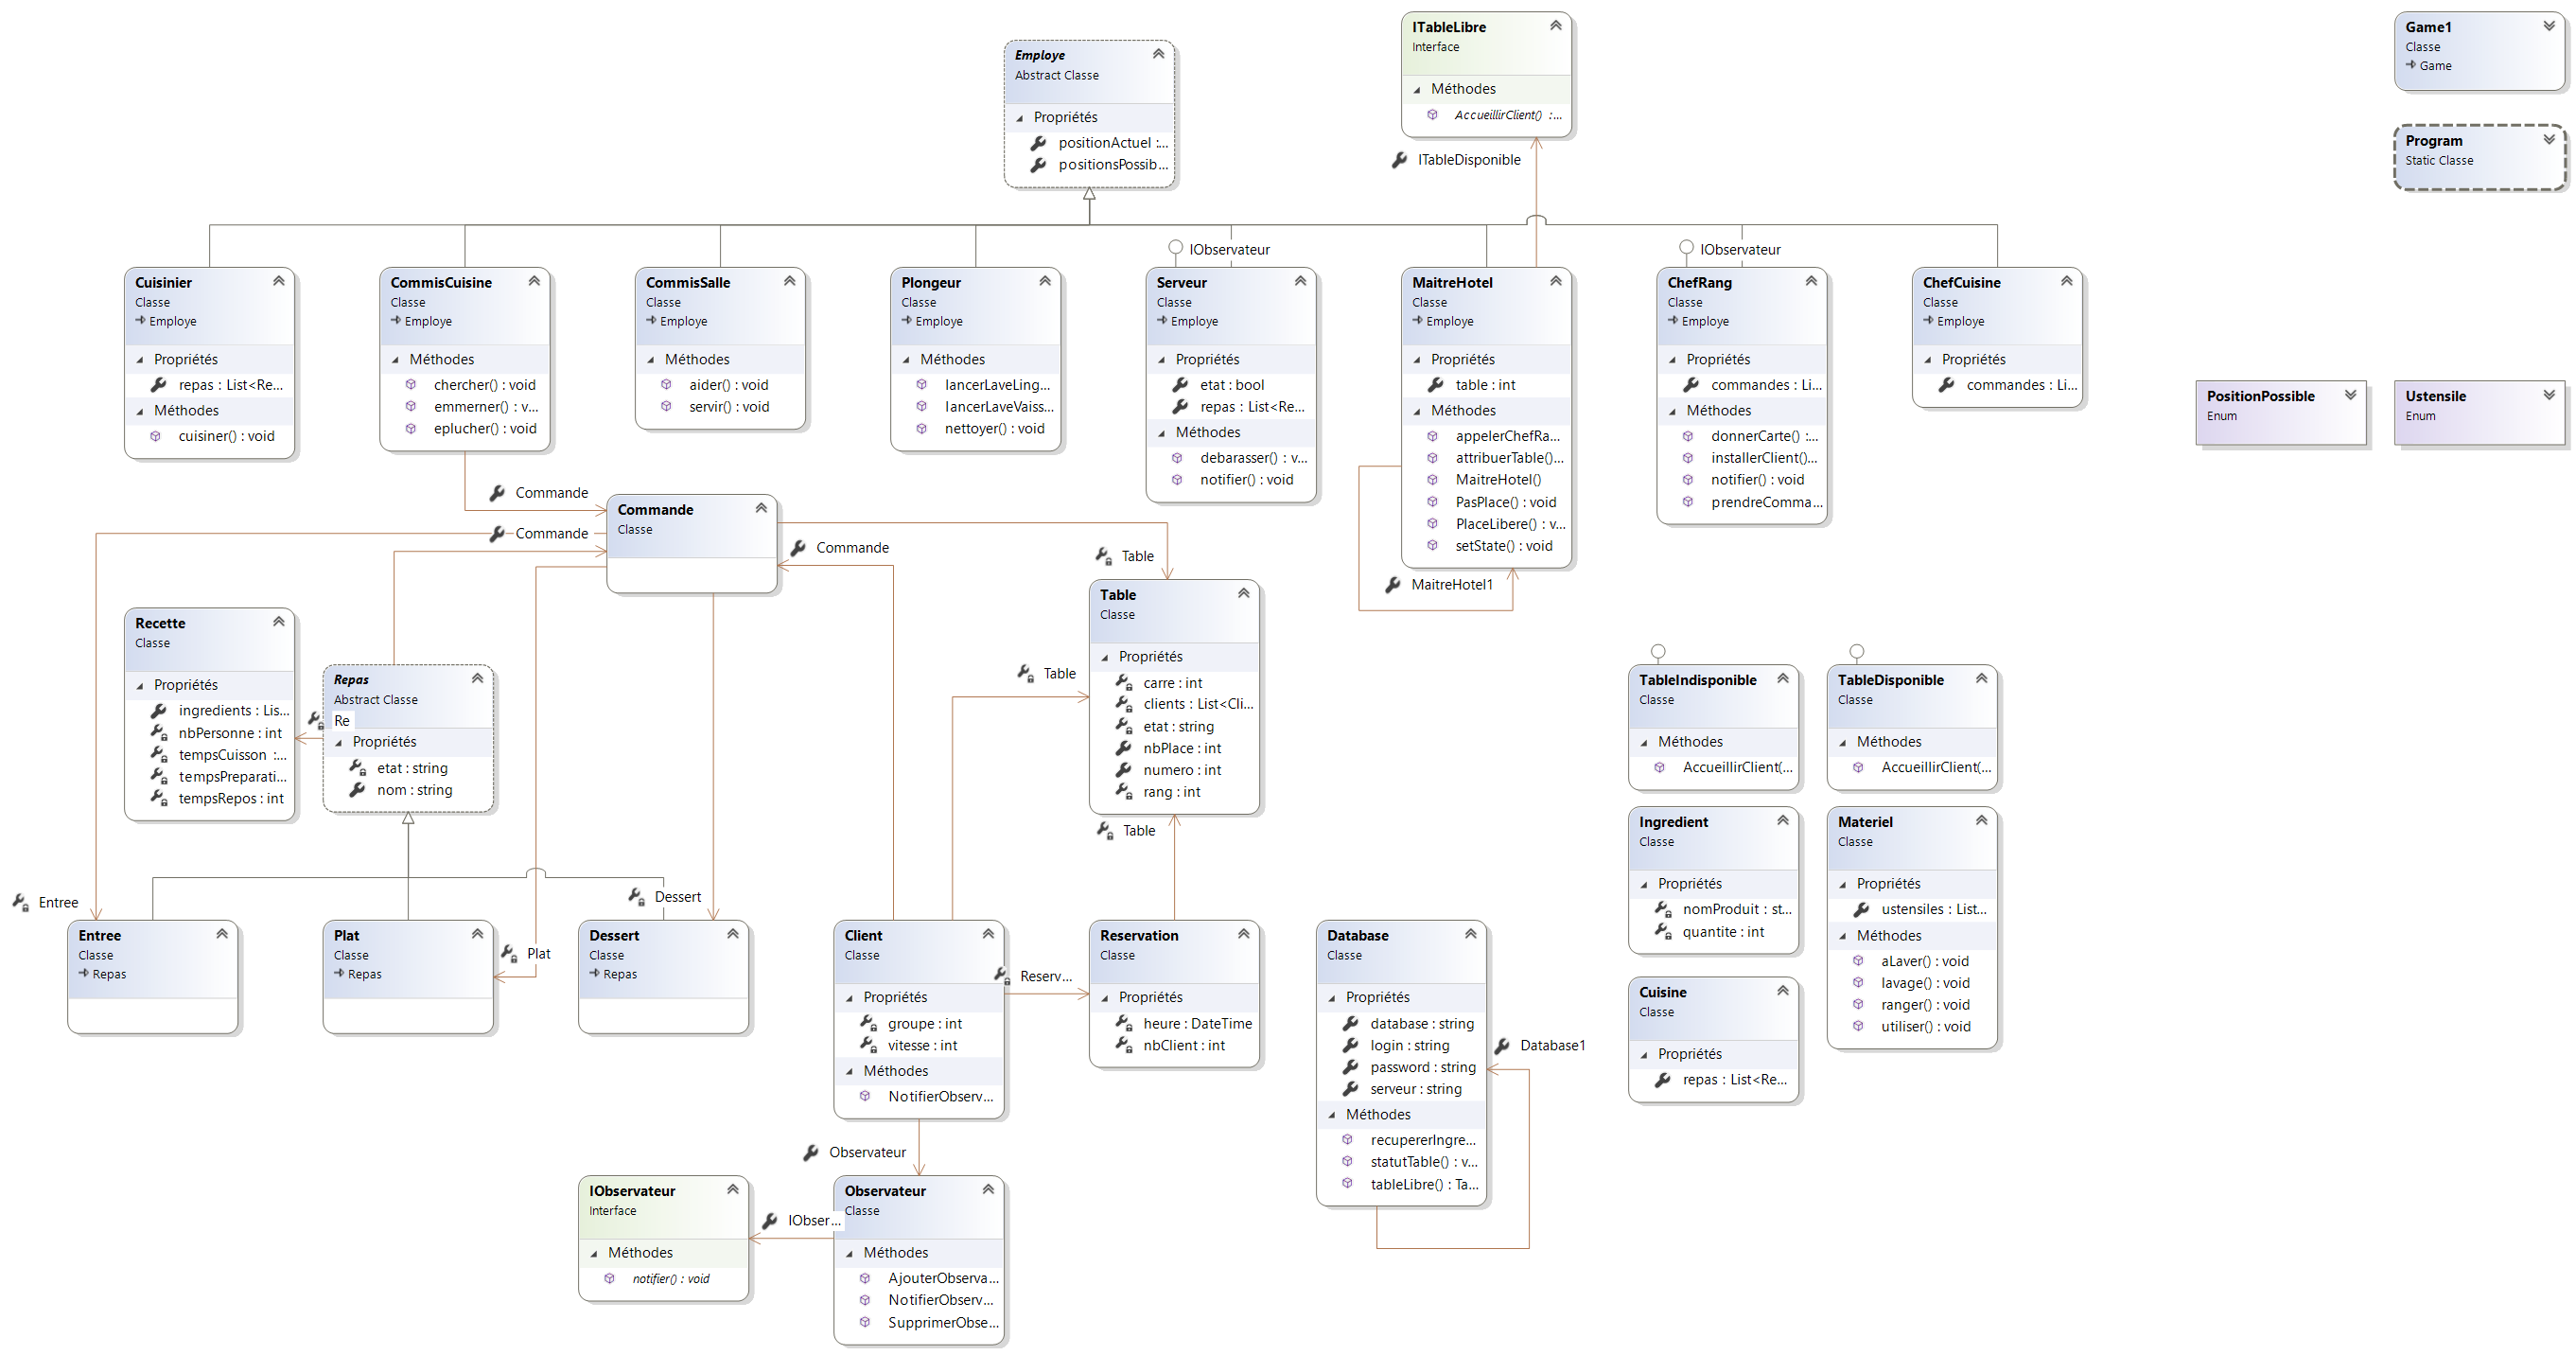 Employe
Abstract Classe
Propriétés
positionActuel :...
positionsPossib...
ITableLibre
Interface
Méthodes
AccueillirClient() :...
ITableDisponible
Game1
Classe
Game
Program
Static Classe
Cuisinier
Classe
Employe
Propriétés
repas : List<Re...
Méthodes
cuisiner() : void
CommisCuisine
Classe
Employe
Méthodes
chercher() : void
emmerner() : v...
eplucher() : void
CommisSalle
Classe
Employe
Méthodes
aider() : void
servir() : void
Plongeur
Classe
Employe
Méthodes
lancerLaveLing...
lancerLaveVaiss...
nettoyer() : void
IObservateur
Serveur
Classe
Employe
Propriétés
etat : bool
repas : List<Re...
Méthodes
debarasser() : v...
notifier() : void
MaitreHotel
Classe
Employe
Propriétés
table : int
Méthodes
appelerChefRa...
attribuerTable()...
MaitreHotel()
PasPlace() : void
PlaceLibere() : v...
setState() : void
MaitreHotel1
IObservateur
ChefRang
Classe
Employe
Propriétés
commandes : Li...
Méthodes
donnerCarte() :...
installerClient()...
notifier() : void
prendreComma...
ChefCuisine
Classe
Employe
Propriétés
commandes : Li...
PositionPossible
Enum
Ustensile
Enum
Commande
Commande
Commande
Classe
Commande
Table
Recette
Classe
Propriétés
ingredients : Lis...
nbPersonne : int
tempsCuisson :...
tempsPreparati...
tempsRepos : int
Repas
Abstract Classe
Re
Propriétés
etat : string
nom : string
Table
Table
Classe
Propriétés
carre : int
clients : List<Cli...
etat : string
nbPlace : int
numero : int
rang : int
Table
TableIndisponible
Classe
Méthodes
AccueillirClient(...
TableDisponible
Classe
Méthodes
AccueillirClient(...
Ingredient
Classe
Propriétés
nomProduit : st...
quantite : int
Materiel
Classe
Propriétés
ustensiles : List...
Méthodes
aLaver() : void
lavage() : void
ranger() : void
utiliser() : void
Cuisine
Classe
Propriétés
repas : List<Re...
Entree
Entree
Classe
Repas
Plat
Classe
Repas
Plat
Dessert
Dessert
Classe
Repas
Client
Classe
Propriétés
groupe : int
vitesse : int
Méthodes
NotifierObserv...
Reserv...
Reservation
Classe
Propriétés
heure : DateTime
nbClient : int
Database
Classe
Propriétés
database : string
login : string
password : string
serveur : string
Méthodes
recupererIngre...
statutTable() : v...
tableLibre() : Ta...
Database1
Observateur
IObservateur
Interface
Méthodes
notifier() : void
IObser...
Observateur
Classe
Méthodes
AjouterObserva...
NotifierObserv...
SupprimerObse...